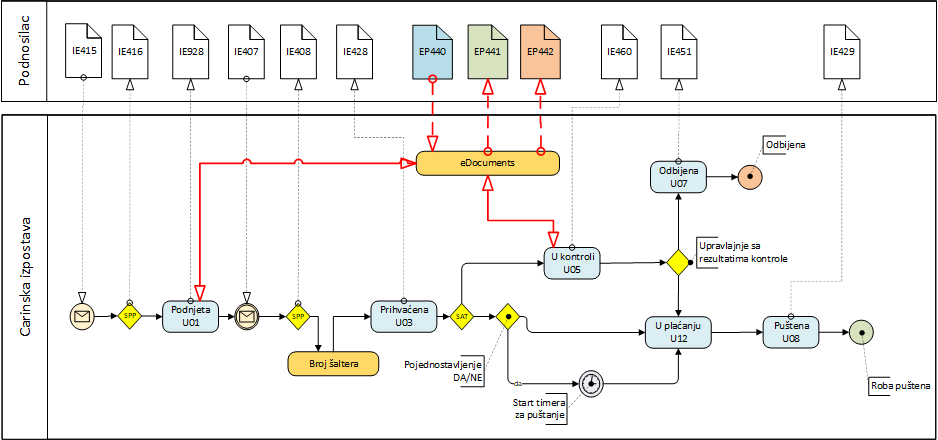 Podnosilac
IE415
IE416
IE928
IE407
IE408
IE428
EP440
EP441
EP442
IE460
IE451
IE429
Carinska izpostava
eDocuments
Odbijena
U07
Odbijena
U kontroli
U05
Upravlajnje sa
rezultatima kontrole
SPP
Podnjeta
U01
SPP
Prihvaćena
U03
SAT
U plaćanju
U12
Puštena
U08
Broj šaltera
Pojednostavljenje
DA/NE
da
Start timera
za puštanje
Roba puštena